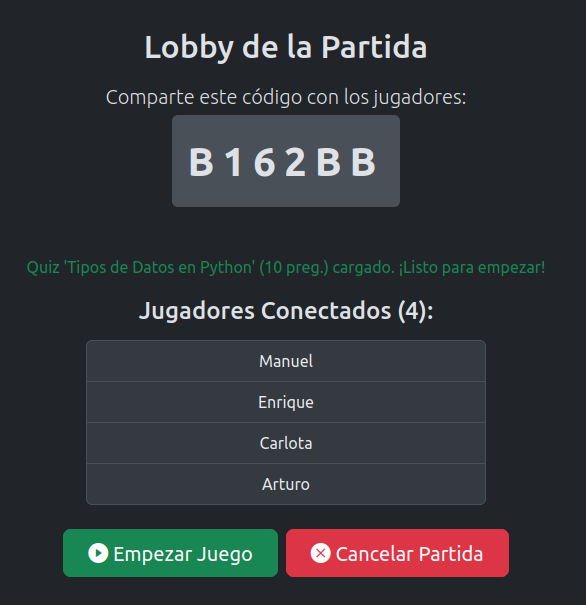 Lobby de la Partida
Comparte este código con los jugadores:
B162BB
Quiz 'Tipos de Datos en Python' (10 preg.) cargado. ¡Listo para empezar!
Jugadores Conectados (4):
Manuel
Enrique
Carlota
Arturo
Empezar Juego Cancelar Partida